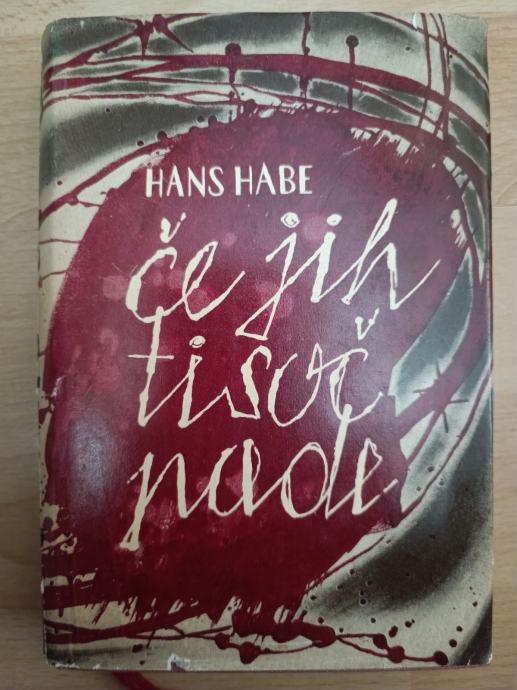 HANS HABE
če jih
tisoč
pade